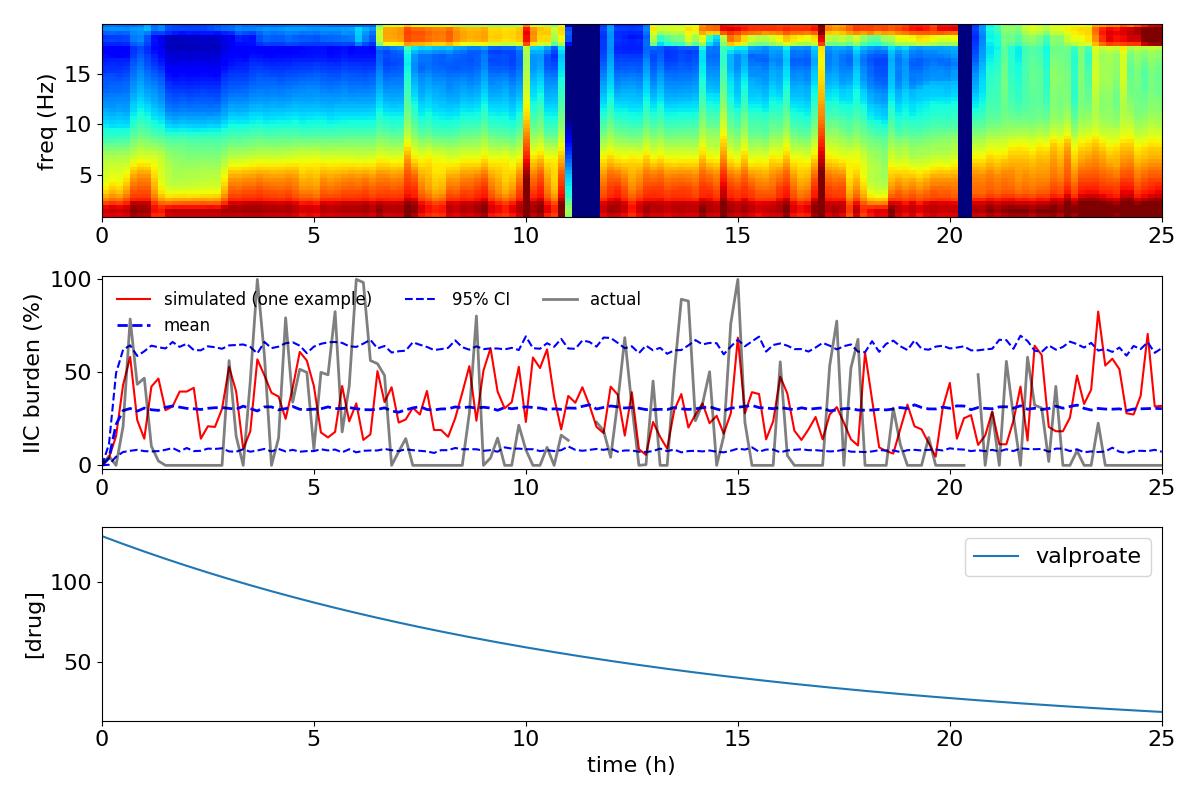 freq (Hz)
15
10
5
0 5 10 15 20 25
IIC burden (%)
100
50
0
simulated (one example) 95% CI actual
mean
0 5 10 15 20 25
[drug]
100
50
valproate
0 5 10 15 20 25
time (h)